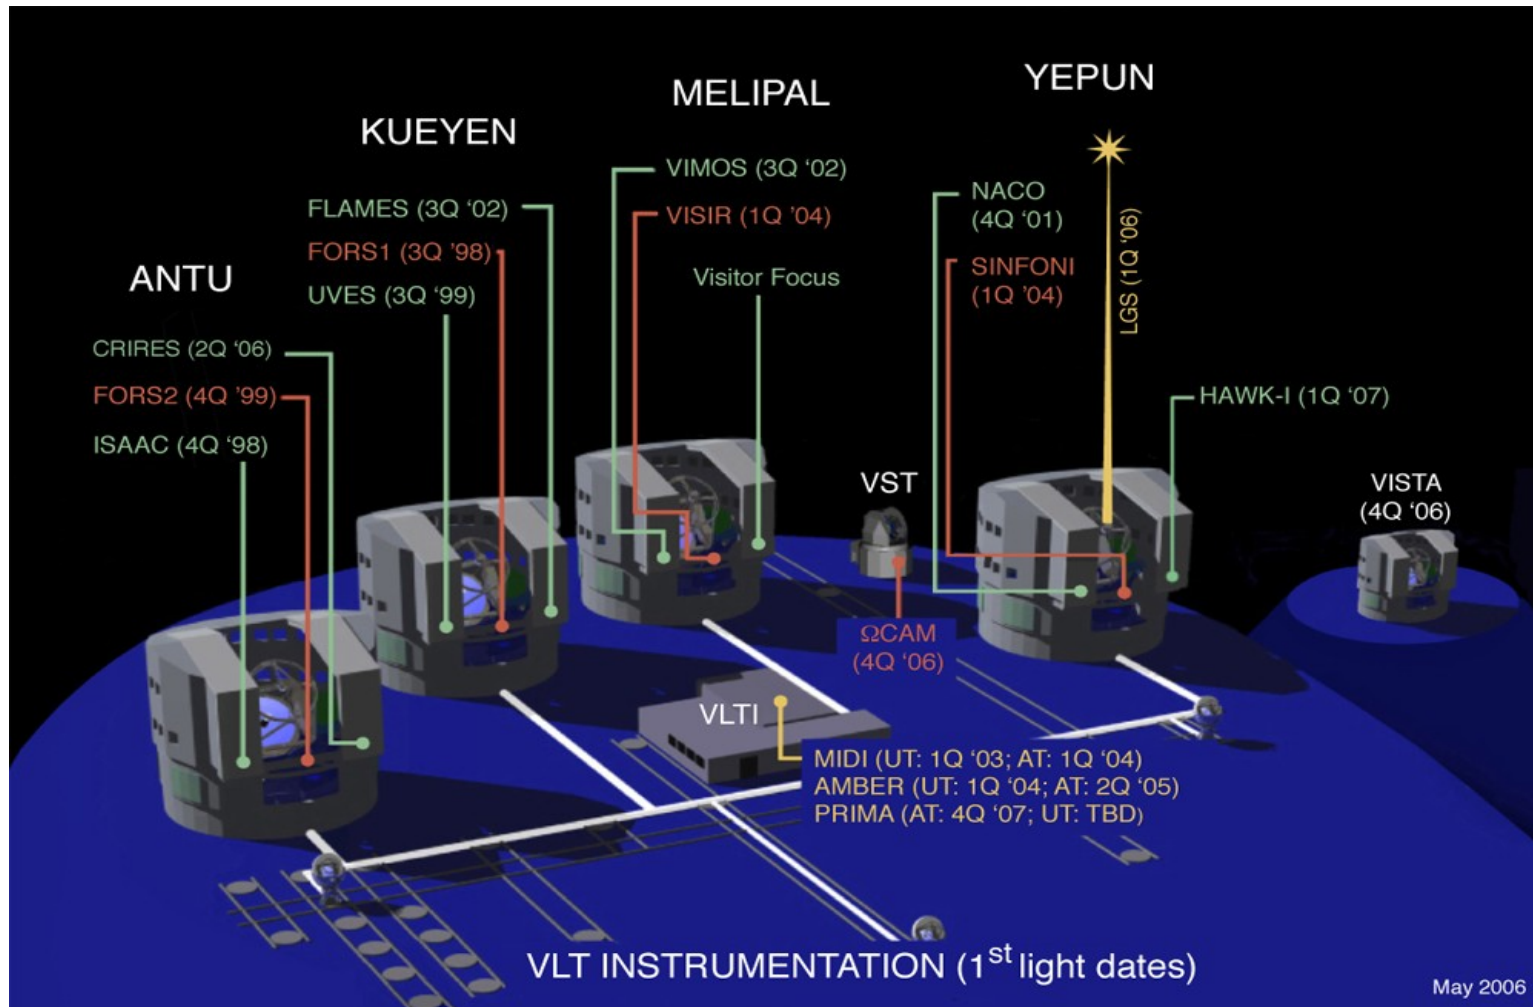 YEPUN
MELIPAL
KUEYEN
VIMOS (3Q ‘02)
VISIR (1Q ‘04)
Visitor Focus
NACO
(4Q ‘01)
SINFONI
(1Q ‘04)
LGS (1Q ‘06)
FLAMES (3Q ‘02)
FORS1 (3Q ’98)
UVES (3Q ‘99)
ANTU
CRIRES (2Q ‘06)
FORS2 (4Q ’99)
ISAAC (4Q ‘98)
HAWK-I (1Q ‘07)
VST
VISTA
(4Q ‘06)
ΩCAM
(4Q ‘06)
VLTI
MIDI (UT: 1Q ‘03; AT: 1Q ‘04)
AMBER (UT: 1Q ‘04; AT: 2Q ‘05)
PRIMA (AT: 4Q ‘07; UT: TBD)
VLT INSTRUMENTATION (1st light dates)
May 2006